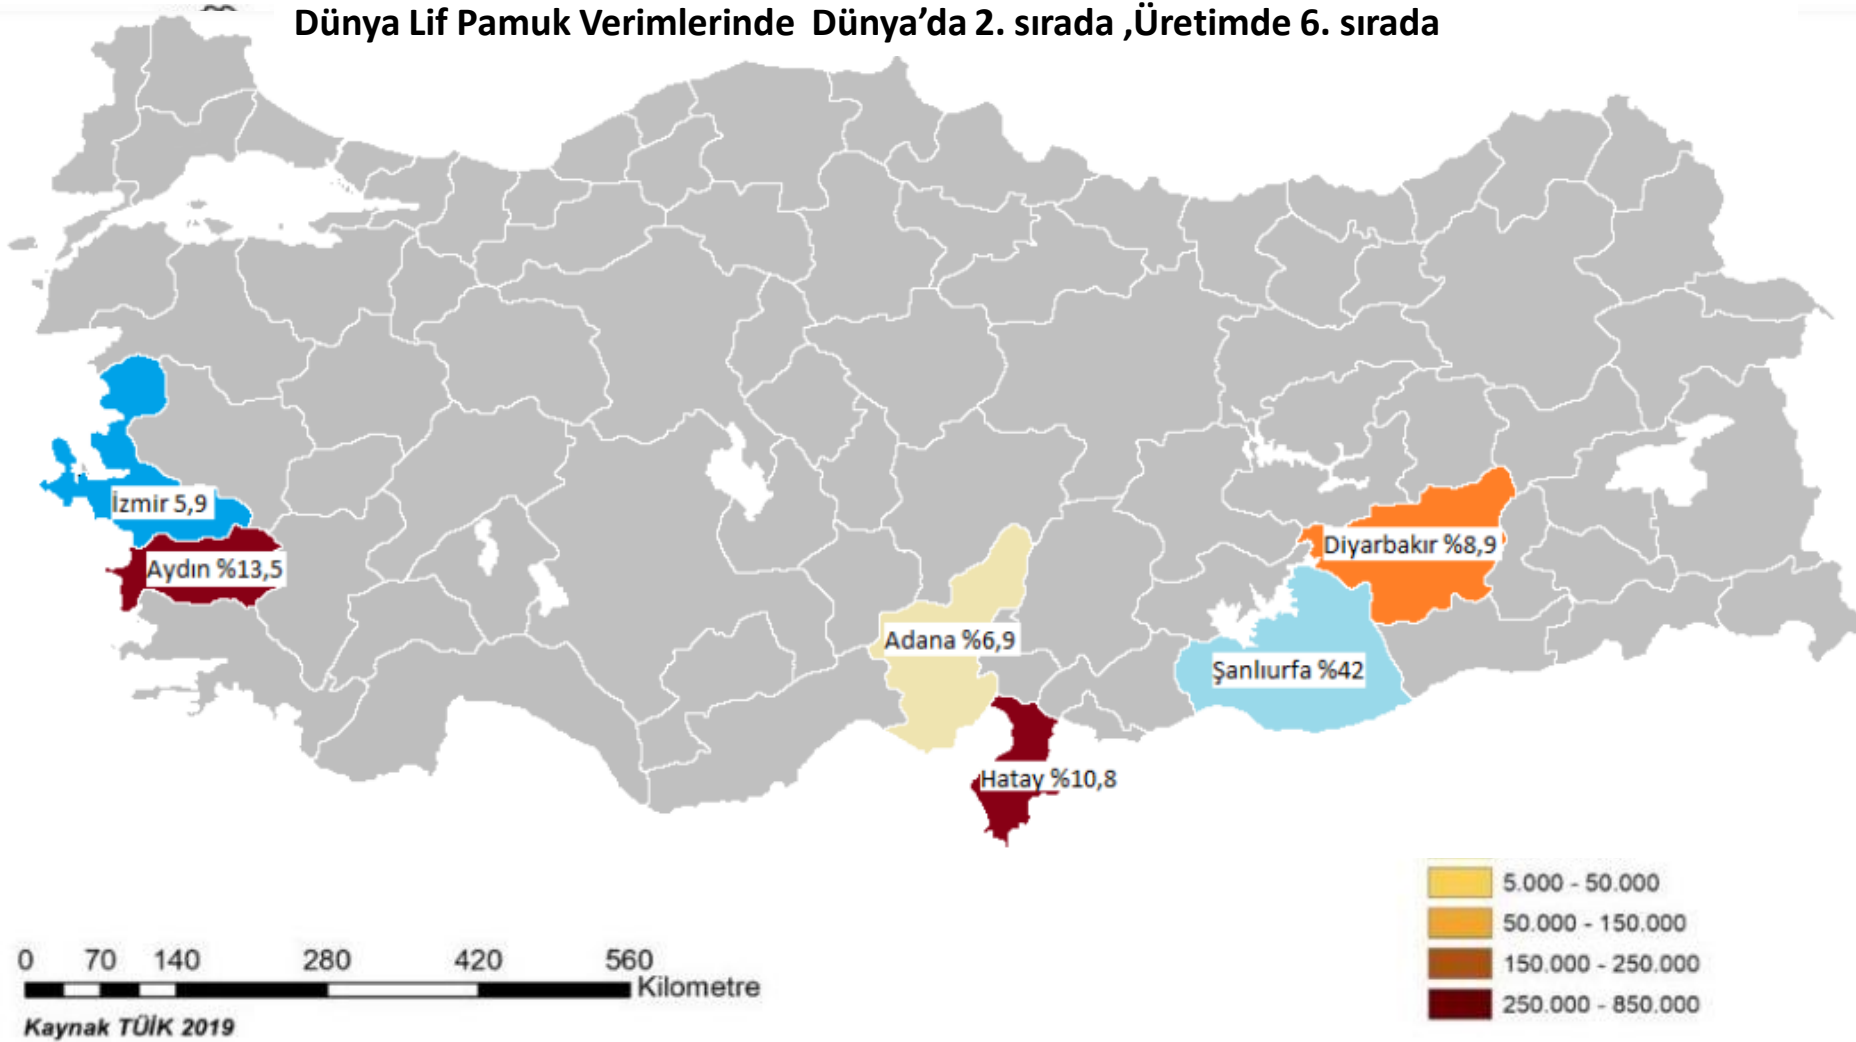 Dünya Lif Pamuk Verimlerinde Dünya’da 2. sırada ,Üretimde 6. sırada
İzmir 5,9
Aydın %13,5
Diyarbakır %8,9
Adana %6,9
Şanlıurfa %42
Hatay %10,8
5.000 - 50.000
50.000 - 150.000
150.000 - 250.000
250.000 - 850.000
0 70 140 280 420 560
Kilometre
Kaynak TÜİK 2019